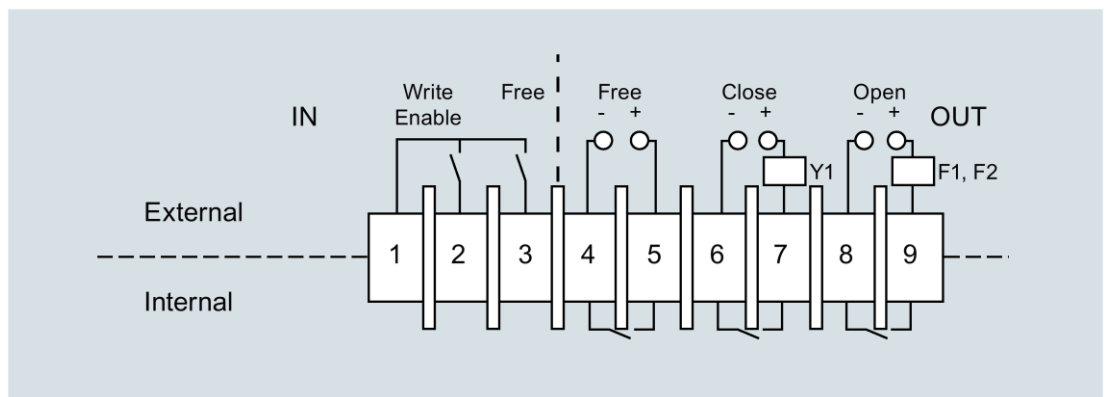 IN
Write
Enable
Free
Free
- +
Close
- +
Open
- +
OUT
Y1
F1, F2
External
Internal
1 2 3 4 5 6 7 8 9